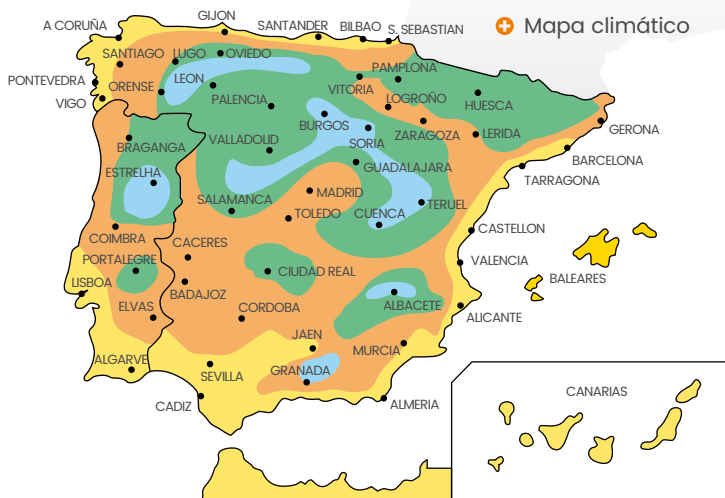 Mapa climático
A CORUÑA
GIJON
SANTANDER
BILBAO
S. SEBASTIAN
SANTIAGO
LUGO
OVIEDO
PONTEVEDRA
ORENSE
LEON
VITORIA
PAMPLONA
VIGO
PALENCIA
LOGROÑO
HUESCA
BURGOS
ZARAGOZA
LERIDA
GERONA
BRAGANGA
VALLADOLID
SORIA
BARCELONA
ESTRELHA
GUADALAJARA
TARRAGONA
SALAMANCA
MADRID
TERUEL
TOLEDO
CUENCA
CASTELLON
COIMBRA
CACERES
PORTALEGRE
CIUDAD REAL
VALENCIA
BALEARES
LISBOA
BADAJOZ
ELVAS
CORDOBA
ALBACETE
ALICANTE
JAEN
MURCIA
ALGARVE
SEVILLA
GRANADA
CADIZ
ALMERIA
CANARIAS